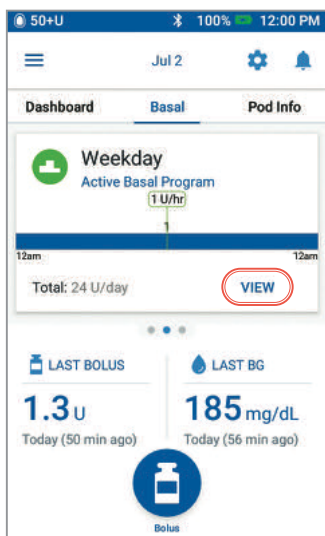 50+U 100% 12:00 PM
Jul 2
Dashboard Basal Pod Info
Weekday
Active Basal Program
1 U/hr
1
12am 12am
Total: 24 U/day VIEW
LAST BOLUS LAST BG
1.3 U 185 mg/dL
Today (50 min ago) Today (56 min ago)
Bolus